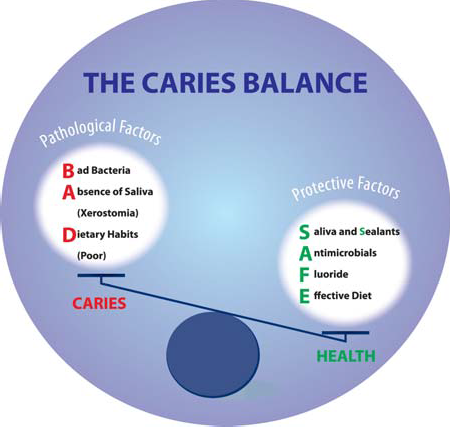 THE CARIES BALANCE
Pathological Factors
Bad Bacteria
Absence of Saliva
(Xerostomia)
Dietary Habits
(Poor)
CARIES
Protective Factors
Saliva and Sealants
Antimicrobials
Fluoride
Effective Diet
HEALTH